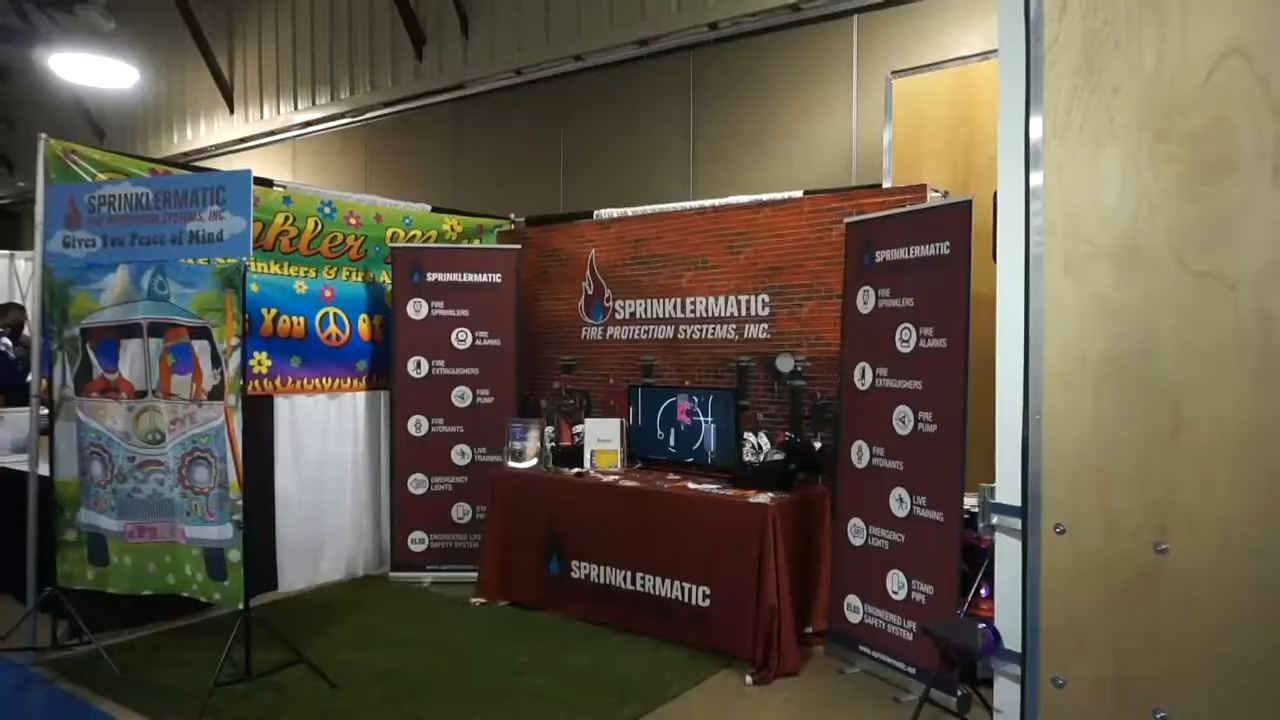 SPRINKLERMATIC
FIRE PROTECTION SYSTEMS, INC.
Gives You Peace of Mind
inklers & Fire A
You
SPRINKLERMATIC
FIRE
SPRINKLERS
FIRE
ALARMS
FIRE
EXTINGUISHERS
FIRE
PUMP
FIRE
HYDRANTS
LIVE
TRAINING
EMERGENCY
LIGHTS
ELSS
ENGINEERED LIFE
SAFETY SYSTEM
SPRINKLERMATIC
FIRE PROTECTION SYSTEMS, INC.
SPRINKLERMATIC
SPRINKLERMATIC
FIRE
SPRINKLERS
FIRE
ALARMS
FIRE
EXTINGUISHERS
FIRE
PUMP
FIRE
HYDRANTS
LIVE
TRAINING
EMERGENCY
LIGHTS
STAND
PIPE
ELSS
ENGINEERED LIFE
SAFETY SYSTEM